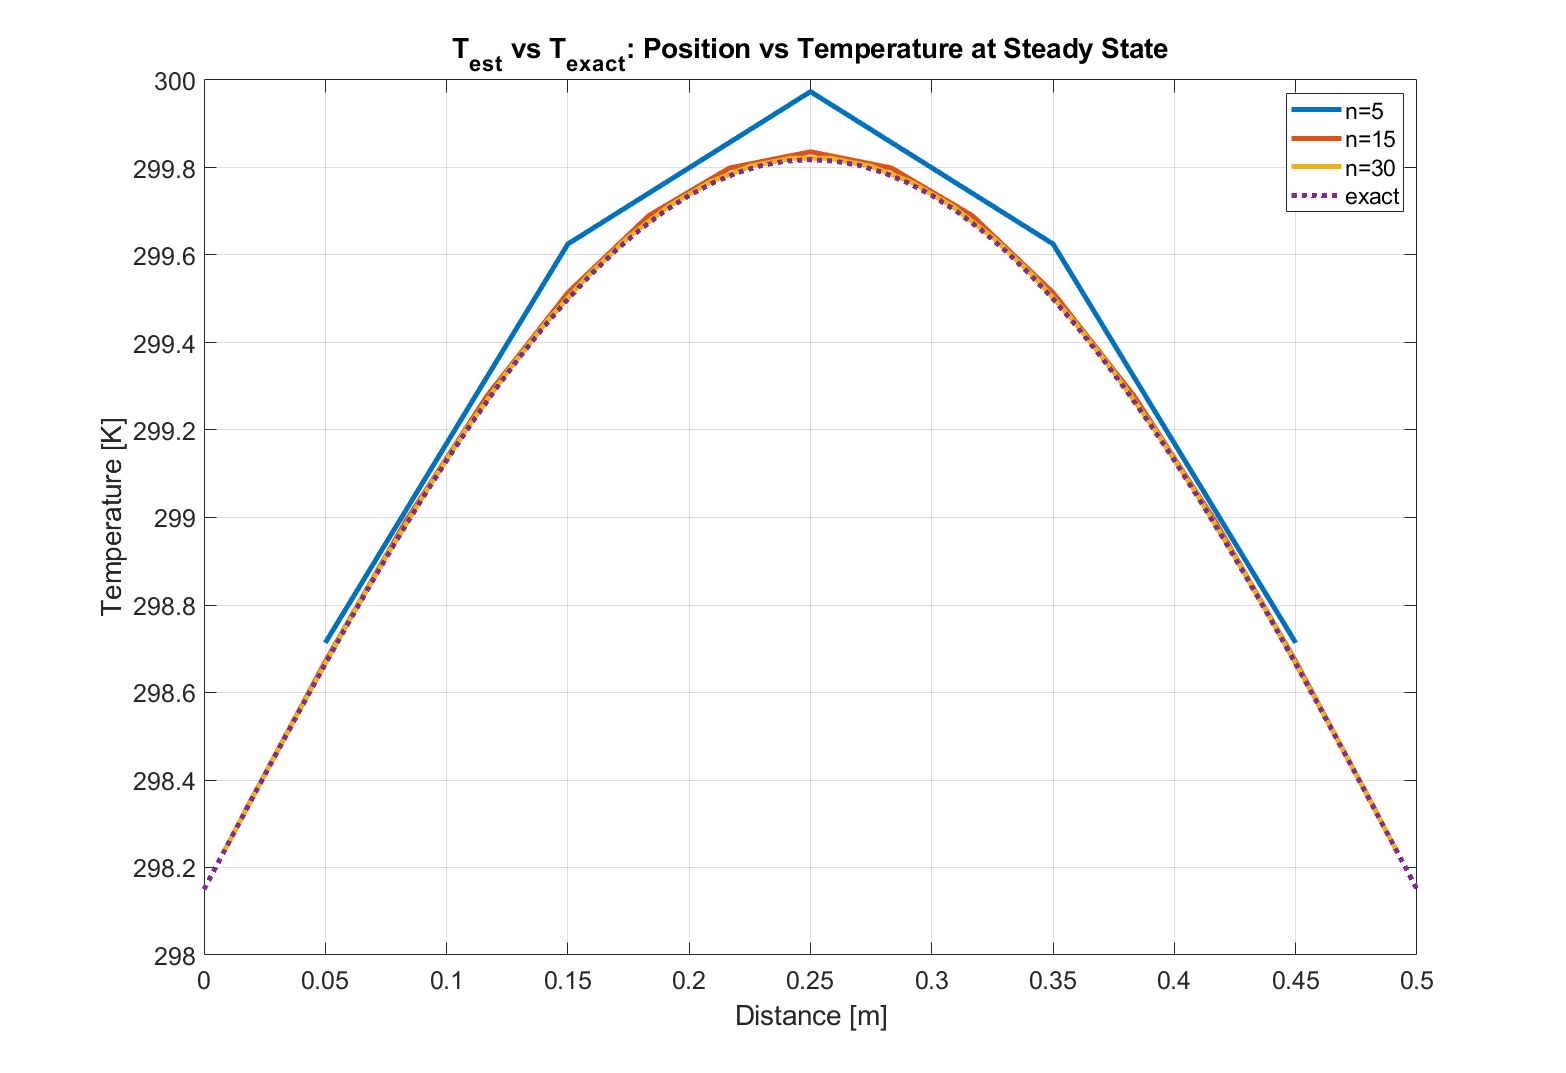 T_est vs T_exact: Position vs Temperature at Steady State
300
299.8
299.6
299.4
299.2
299
298.8
298.6
298.4
298.2
298
Temperature [K]
n=5
n=15
n=30
exact
0 0.05 0.1 0.15 0.2 0.25 0.3 0.35 0.4 0.45 0.5
Distance [m]